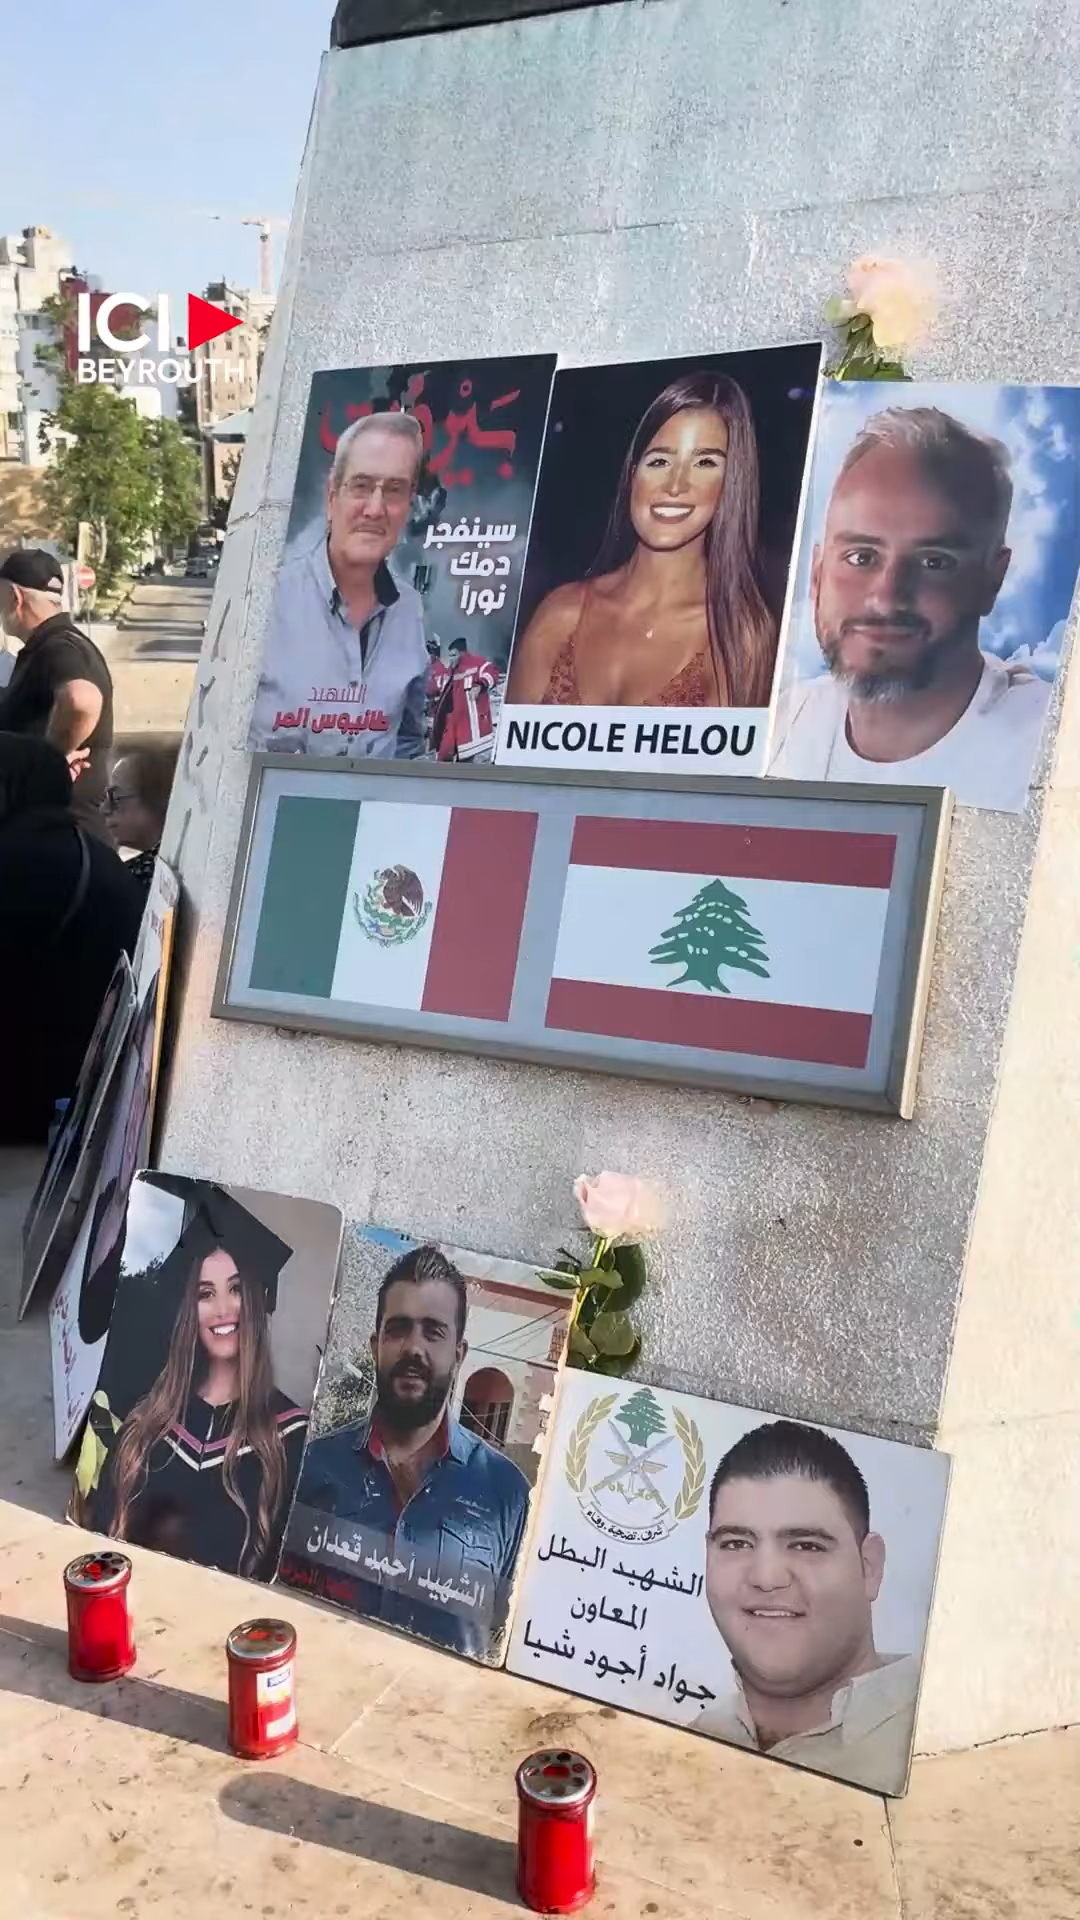 ICI
BEYROUTH
بَيْرُوت
سينفجر
دمك
نوراً
الشهيد
طانيوس المر
NICOLE HELOU
الشهيد أحمد قعدان
شرف.تضحية.وفاء
الشهيد البطل
المعاون
جواد أجود شيا